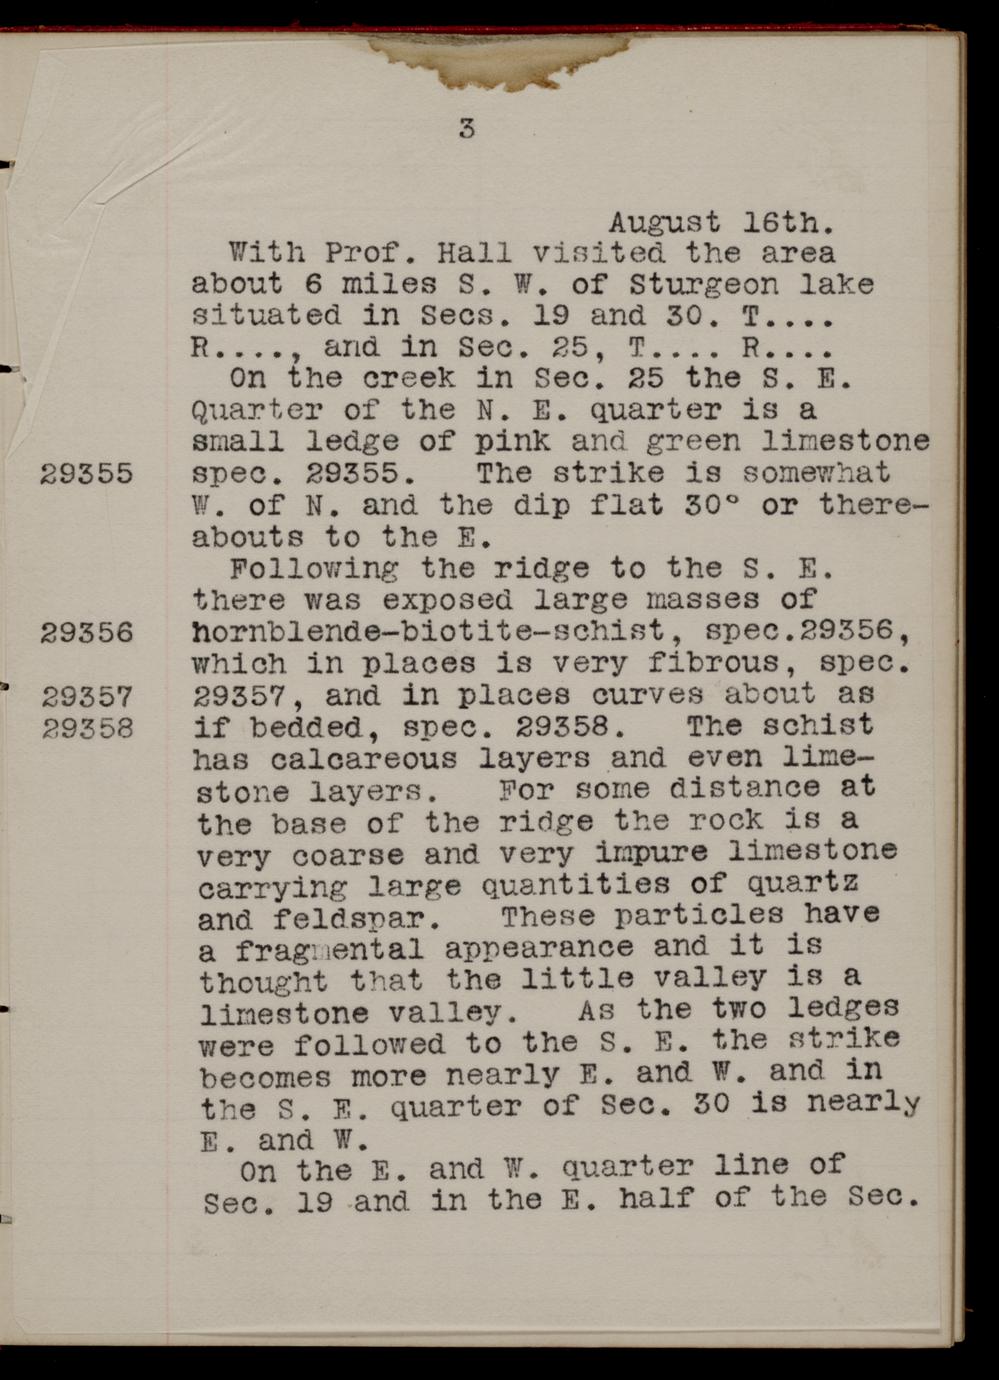 3
August 16th.
With Prof. Hall visited the area
about 6 miles S. W. of Sturgeon lake
situated in Secs. 19 and 30. T....
R...., and in Sec. 25, T.... R....
On the creek in Sec. 25 the S. E.
Quarter of the N. E. quarter is a
small ledge of pink and green limestone
29355 spec. 29355. The strike is somewhat
W. of N. and the dip flat 30° or there-
abouts to the E.
Following the ridge to the S. E.
there was exposed large masses of
29356 hornblende-biotite-schist, spec.29356,
which in places is very fibrous, spec.
29357 29357, and in places curves about as
29358 if bedded, spec. 29358. The schist
has calcareous layers and even lime-
stone layers. For some distance at
the base of the ridge the rock is a
very coarse and very impure limestone
carrying large quantities of quartz
and feldspar. These particles have
a fragmental appearance and it is
thought that the little valley is a
limestone valley. As the two ledges
were followed to the S. E. the strike
becomes more nearly E. and W. and in
the S. E. quarter of Sec. 30 is nearly
E. and W.
On the E. and W. quarter line of
Sec. 19 and in the E. half of the Sec.